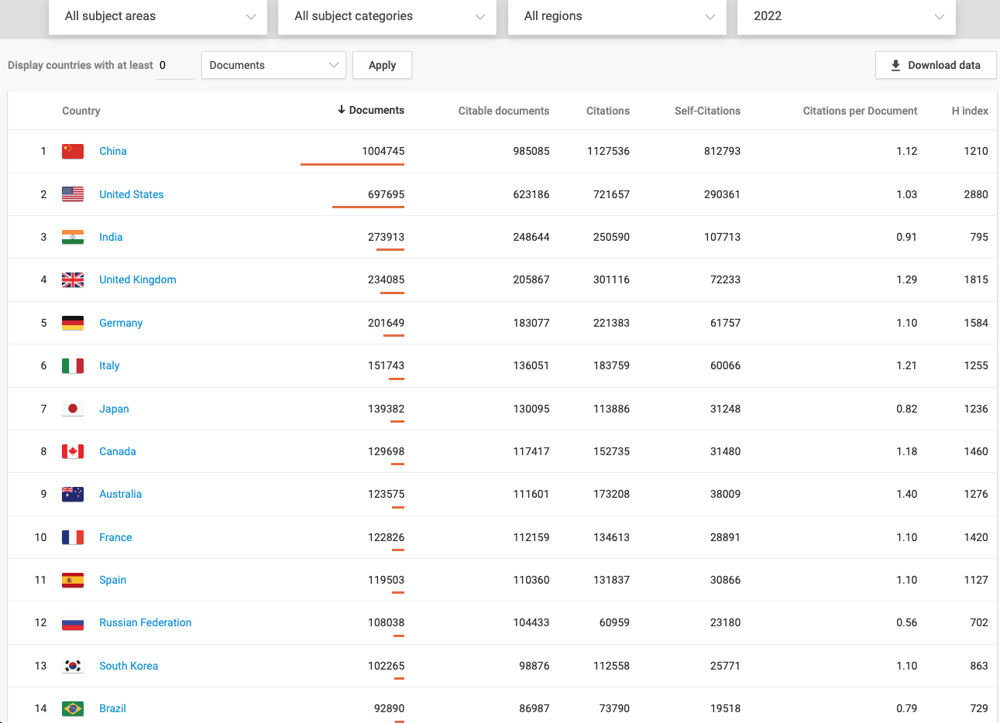 All subject areas All subject categories All regions 2022
Display countries with at least 0 Documents Apply Download data
Country Documents Citable documents Citations Self-Citations Citations per Document H index
1 China 1004745 985085 1127536 812793 1.12 1210
2 United States 697695 623186 721657 290361 1.03 2880
3 India 273913 248644 250590 107713 0.91 795
4 United Kingdom 234085 205867 301116 72233 1.29 1815
5 Germany 201649 183077 221383 61757 1.10 1584
6 Italy 151743 136051 183759 60066 1.21 1255
7 Japan 139382 130095 113886 31248 0.82 1236
8 Canada 129698 117417 152735 31480 1.18 1460
9 Australia 123575 111601 173208 38009 1.40 1276
10 France 122826 112159 134613 28891 1.10 1420
11 Spain 119503 110360 131837 30866 1.10 1127
12 Russian Federation 108038 104433 60959 23180 0.56 702
13 South Korea 102265 98876 112558 25771 1.10 863
14 Brazil 92890 86987 73790 19518 0.79 729